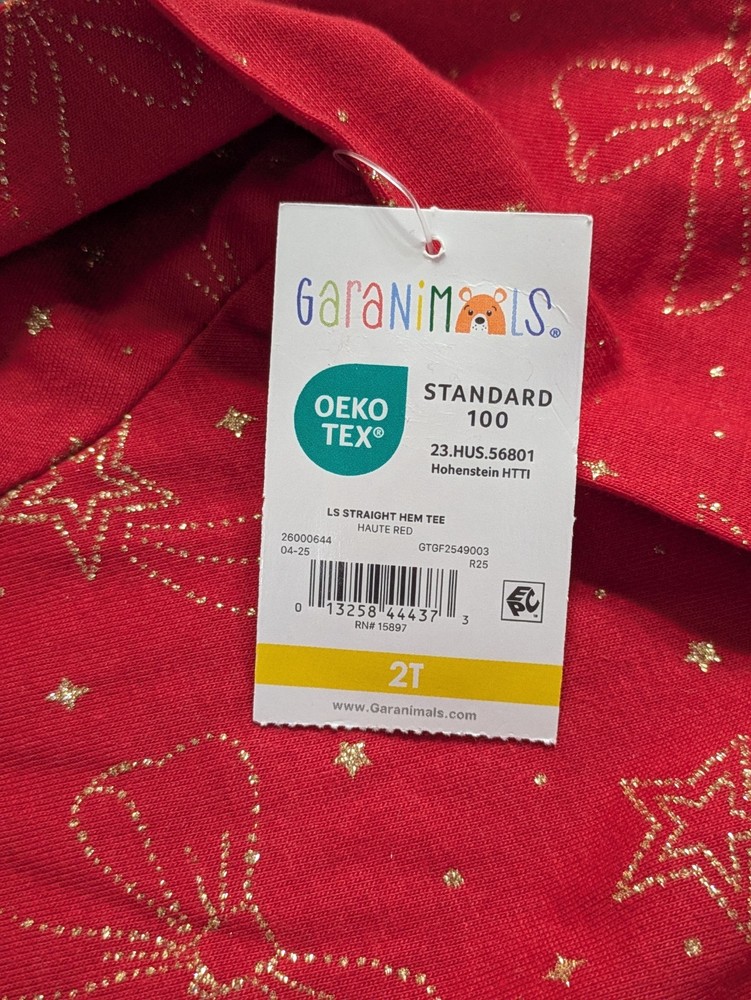 GaRANiMALS®
OEKO
TEX®
STANDARD
100
23.HUS.56801
Hohenstein HTTI
LS STRAIGHT HEM TEE
HAUTE RED
26000644
04-25
GTGF2549003
R25
0 13258 44437 3
RN# 15897
EPC™
2T
www.Garanimals.com